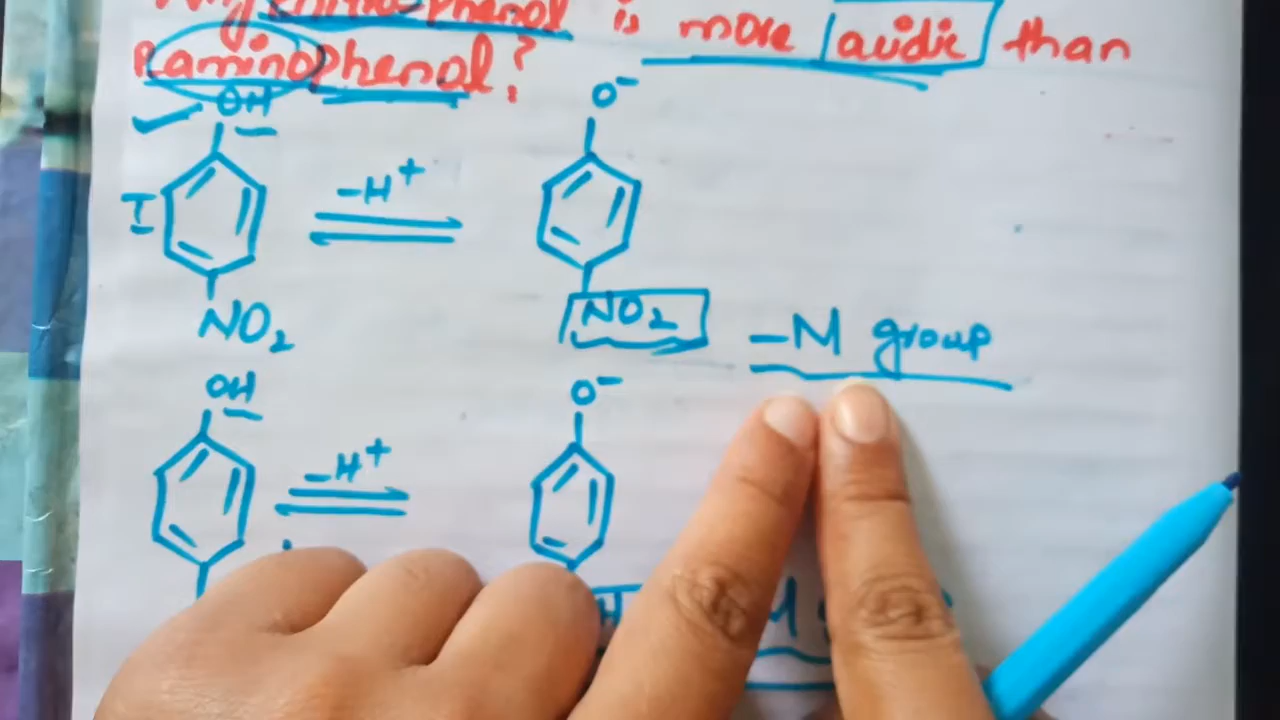 is more acidic than
P aminophenol?
OH
-H⁺
O⁻
I
NO₂
NO₂
-M group
OH
-H⁺
O⁻